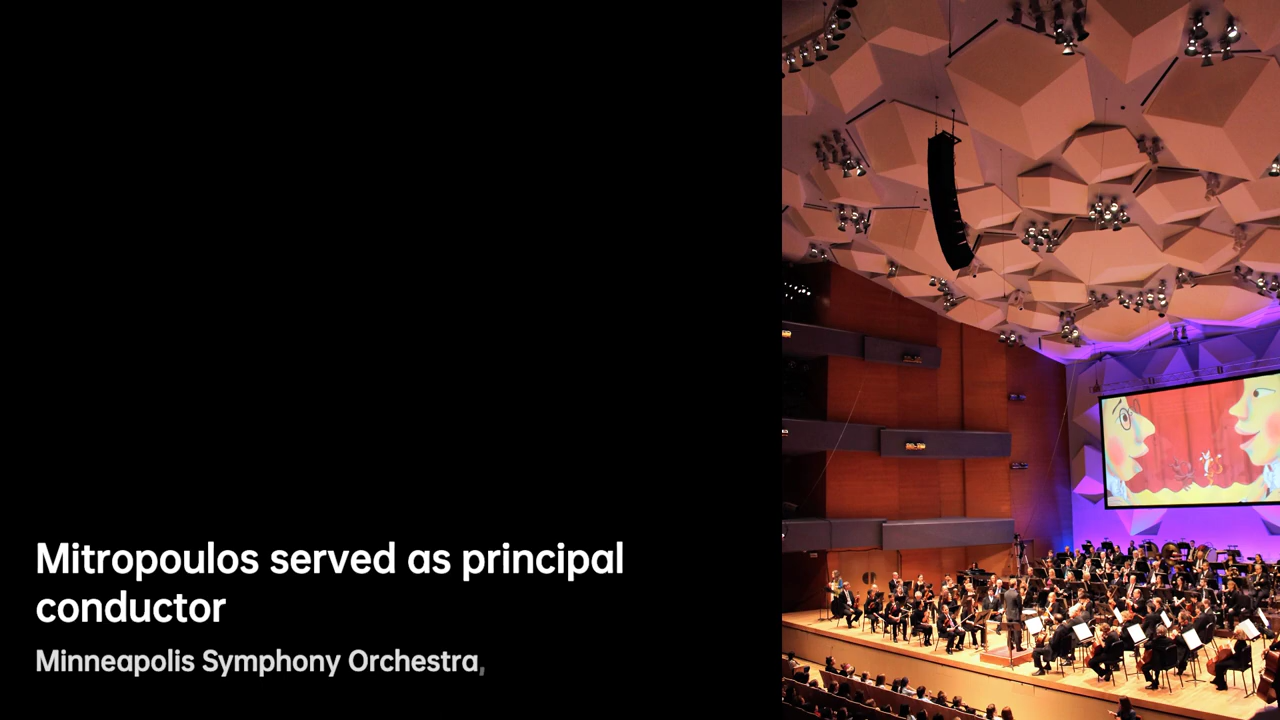 Mitropoulos served as principal
conductor
Minneapolis Symphony Orchestra,